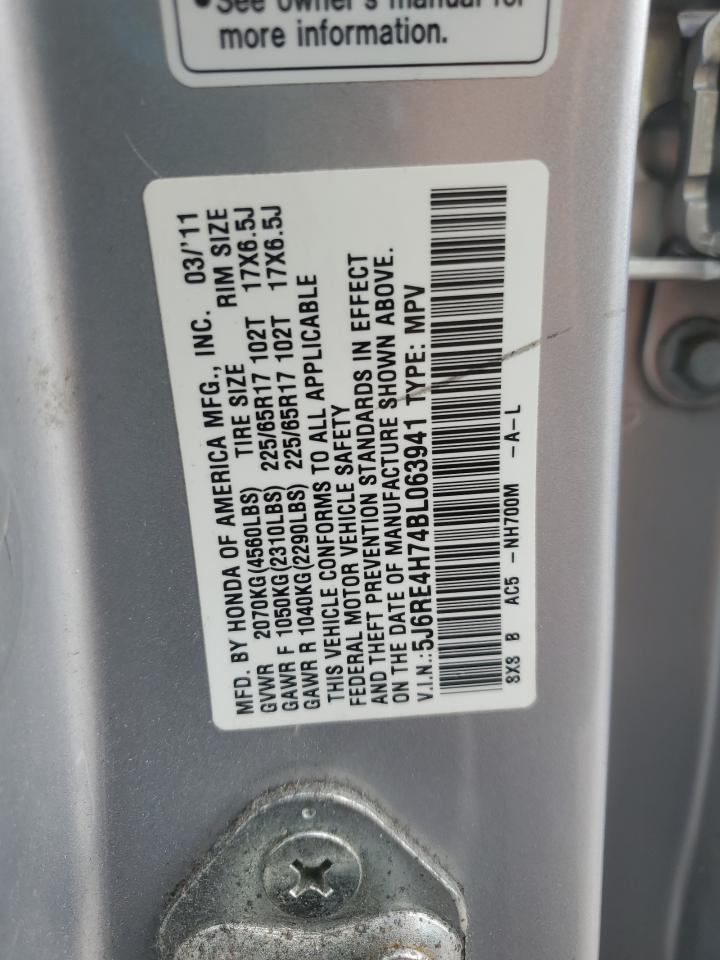 •See owner's manual for
more information.
MFD. BY HONDA OF AMERICA MFG., INC. 03/'11
GVWR 2070KG(4560LBS) TIRE SIZE RIM SIZE
GAWR F 1050KG(2310LBS) 225/65R17 102T 17X6.5J
GAWR R 1040KG(2290LBS) 225/65R17 102T 17X6.5J
THIS VEHICLE CONFORMS TO ALL APPLICABLE
FEDERAL MOTOR VEHICLE SAFETY
AND THEFT PREVENTION STANDARDS IN EFFECT
ON THE DATE OF MANUFACTURE SHOWN ABOVE.
V.I.N.:5J6RE4H74BL063941 TYPE: MPV
SXS B AC5 -NH700M -A-L